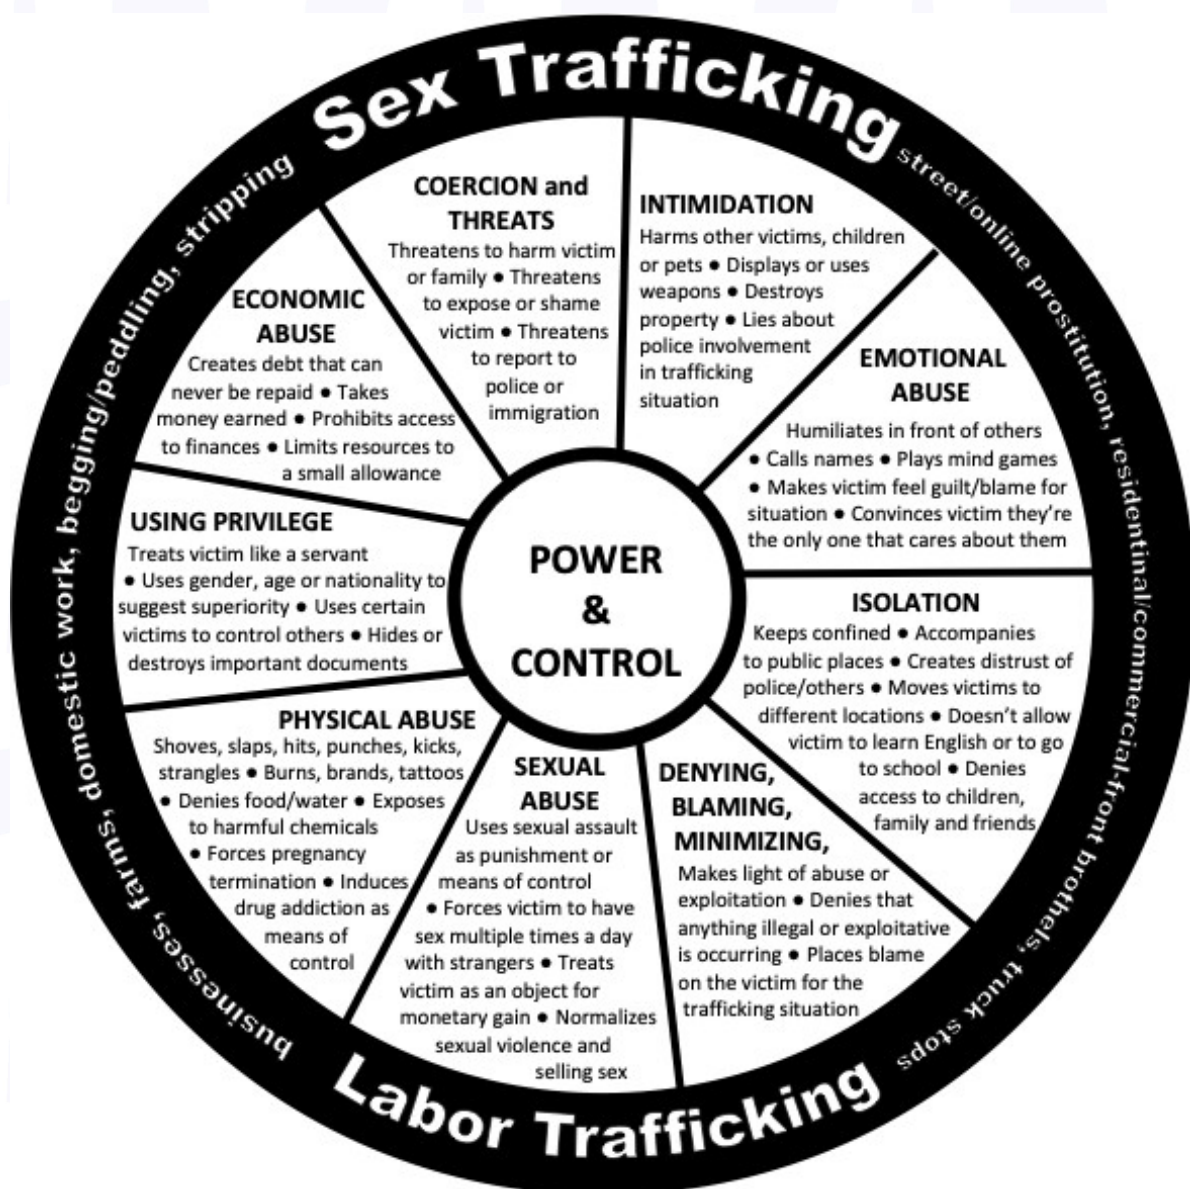 Sex Trafficking
street/online prostitution, residentinal/commercial-front brothels, truck stops
Labor Trafficking
businesses, farms, domestic work, begging/peddling, stripping
POWER
&
CONTROL
COERCION and
THREATS
Threatens to harm victim
or family ● Threatens
to expose or shame
victim ● Threatens
to report to
police or
immigration
INTIMIDATION
Harms other victims, children
or pets ● Displays or uses
weapons ● Destroys
property ● Lies about
police involvement
in trafficking
situation
EMOTIONAL
ABUSE
Humiliates in front of others
● Calls names ● Plays mind games
● Makes victim feel guilt/blame for
situation ● Convinces victim they're
the only one that cares about them
ISOLATION
Keeps confined ● Accompanies
to public places ● Creates distrust of
police/others ● Moves victims to
different locations ● Doesn't allow
victim to learn English or to go
to school ● Denies
access to children,
family and friends
DENYING,
BLAMING,
MINIMIZING,
Makes light of abuse or
exploitation ● Denies that
anything illegal or exploitative
is occurring ● Places blame
on the victim for the
trafficking situation
SEXUAL
ABUSE
Uses sexual assault
as punishment or
means of control
● Forces victim to have
sex multiple times a day
with strangers ● Treats
victim as an object for
monetary gain ● Normalizes
sexual violence and
selling sex
PHYSICAL ABUSE
Shoves, slaps, hits, punches, kicks,
strangles ● Burns, brands, tattoos
● Denies food/water ● Exposes
to harmful chemicals
● Forces pregnancy
termination ● Induces
drug addiction as
means of
control
USING PRIVILEGE
Treats victim like a servant
● Uses gender, age or nationality to
suggest superiority ● Uses certain
victims to control others ● Hides or
destroys important documents
ECONOMIC
ABUSE
Creates debt that can
never be repaid ● Takes
money earned ● Prohibits access
to finances ● Limits resources to
a small allowance